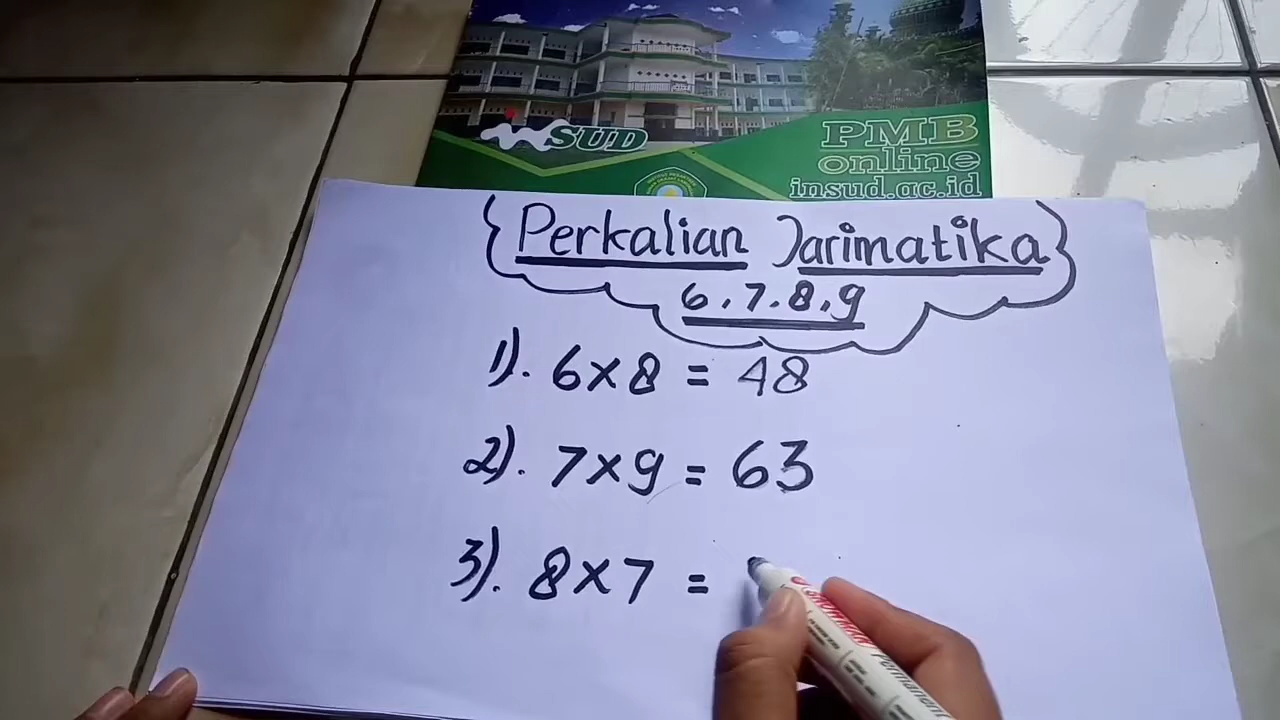 SUD
PMB
online
insud.ac.id
Perkalian Jarimatika
6.7.8.9
1). 6×8 = 48
2). 7×9 = 63
3). 8×7 =
Permanent